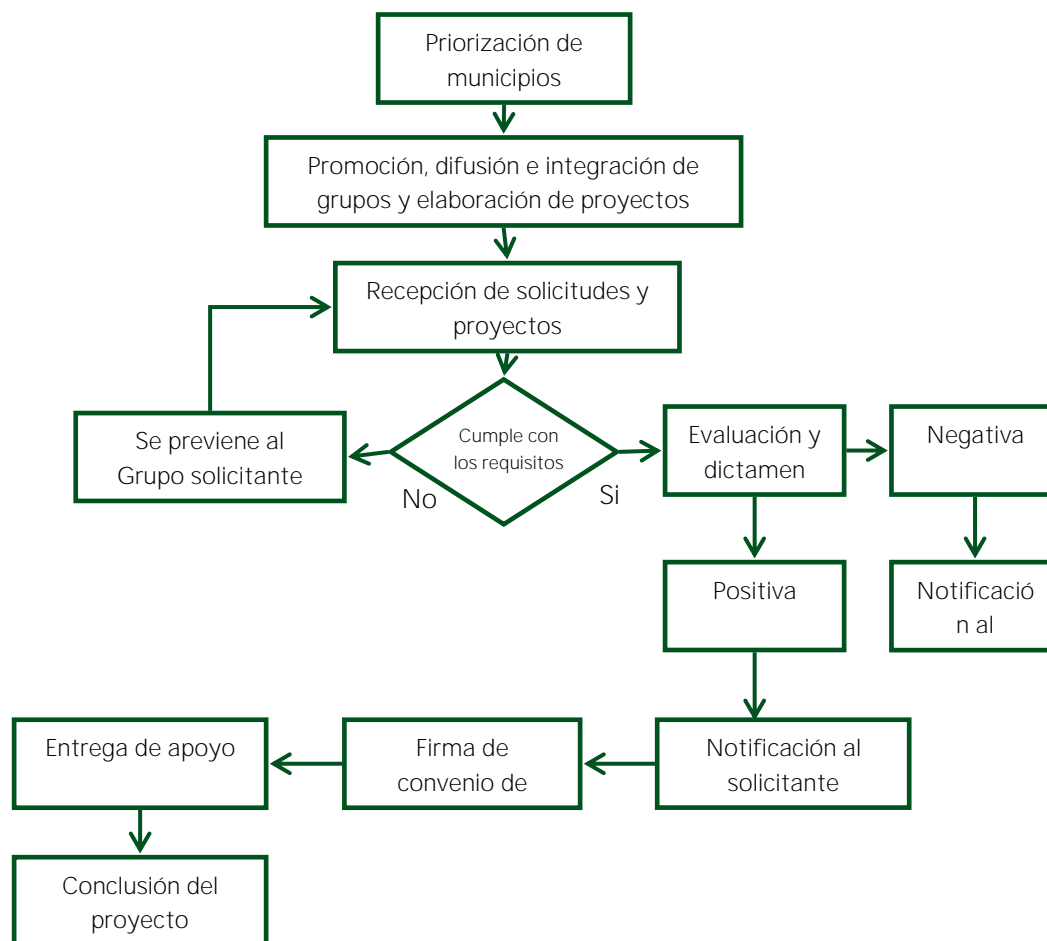 Priorización de
municipios
Promoción, difusión e integración de
grupos y elaboración de proyectos
Recepción de solicitudes y
proyectos
Cumple con
los requisitos
No
Si
Se previene al
Grupo solicitante
Evaluación y
dictamen
Negativa
Positiva
Notificació
n al
Notificación al
solicitante
Firma de
convenio de
Entrega de apoyo
Conclusión del
proyecto